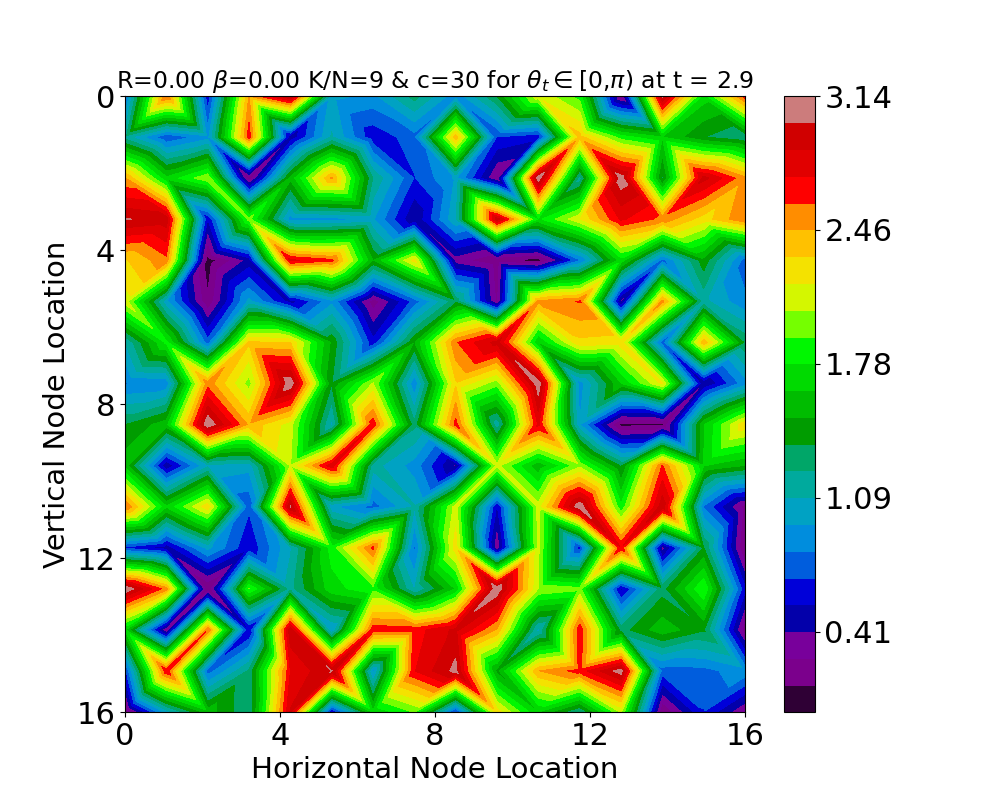 R=0.00 β=0.00 K/N=9 & c=30 for θₜ ∈ [0,π) at t = 2.9
0
4
8
12
16
Vertical Node Location
0 4 8 12 16
Horizontal Node Location
3.14
2.46
1.78
1.09
0.41